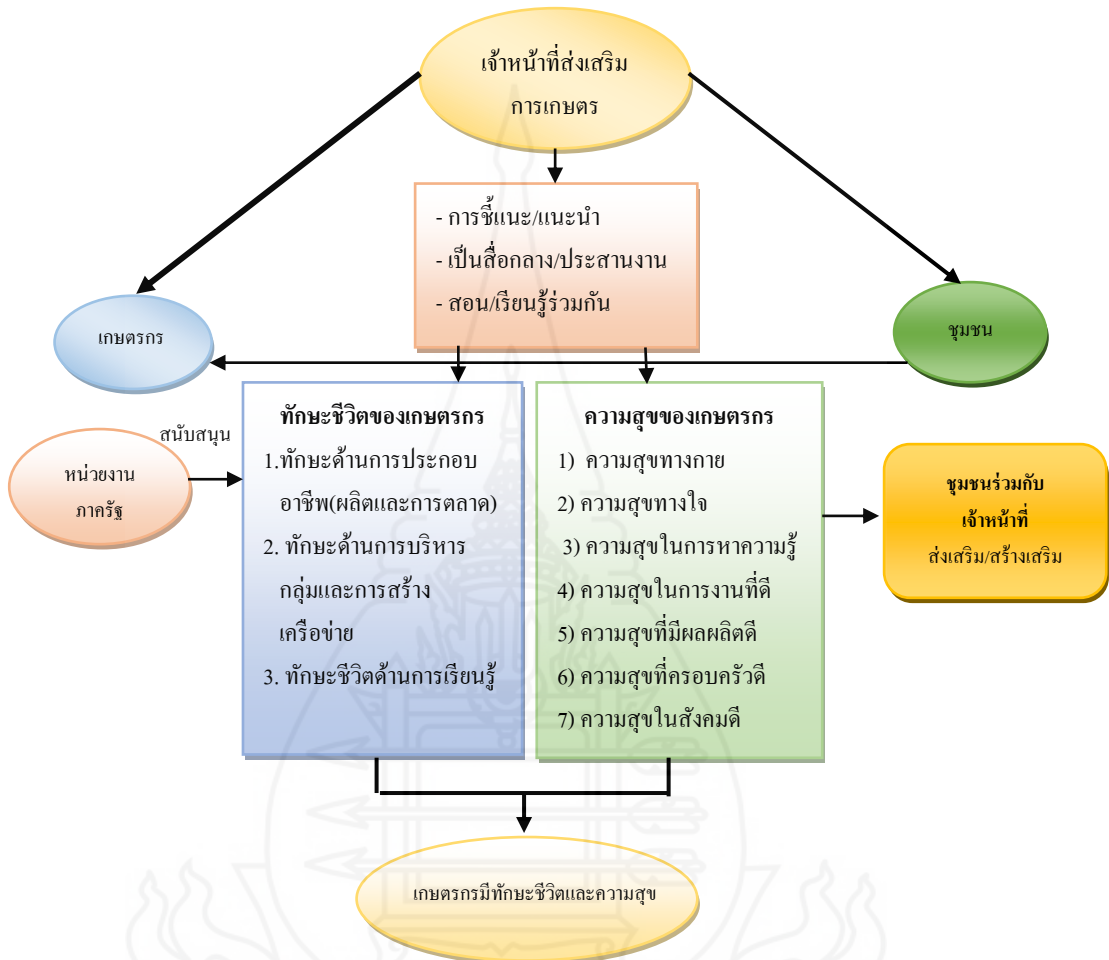 เจ้าหน้าที่ส่งเสริม
การเกษตร
- การชี้แนะ/แนะนำ
- เป็นสื่อกลาง/ประสานงาน
- สอน/เรียนรู้ร่วมกัน
เกษตรกร
ชุมชน
สนับสนุน
หน่วยงาน
ภาครัฐ
ทักษะชีวิตของเกษตรกร
1.ทักษะด้านการประกอบ
อาชีพ(ผลิตและการตลาด)
2. ทักษะด้านการบริหาร
กลุ่มและการสร้าง
เครือข่าย
3. ทักษะชีวิตด้านการเรียนรู้
ความสุขของเกษตรกร
1) ความสุขทางกาย
2) ความสุขทางใจ
3) ความสุขในการหาความรู้
4) ความสุขในการงานที่ดี
5) ความสุขที่มีผลผลิตดี
6) ความสุขที่ครอบครัวดี
7) ความสุขในสังคมดี
ชุมชนร่วมกับ
เจ้าหน้าที่
ส่งเสริม/สร้างเสริม
เกษตรกรมีทักษะชีวิตและความสุข